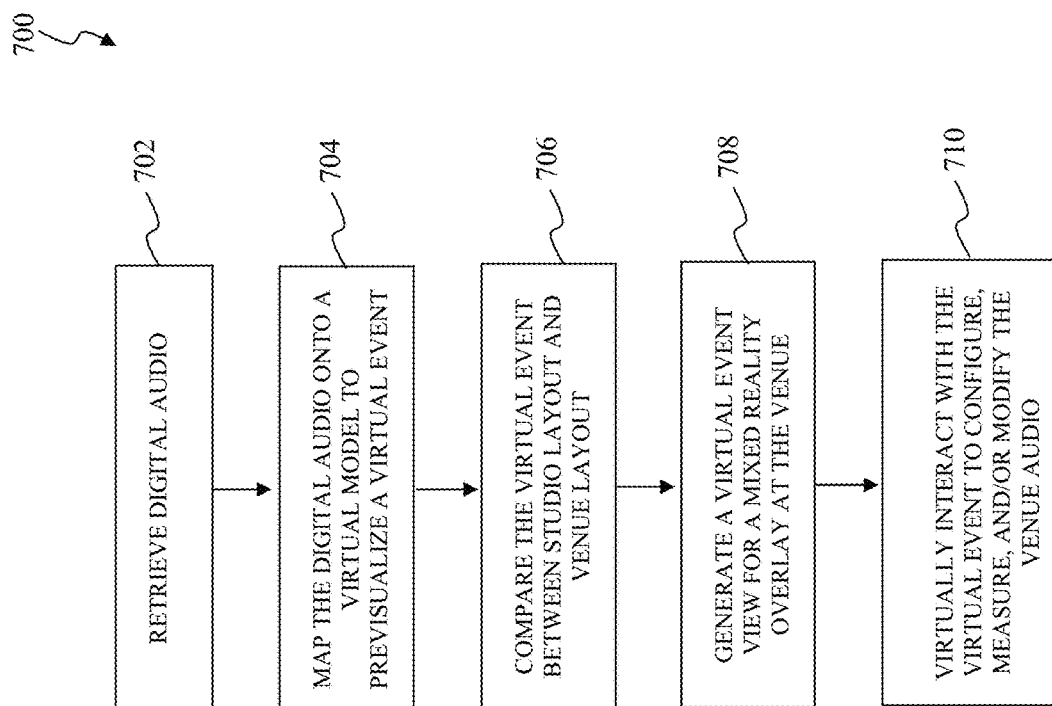 700
702
RETRIEVE DIGITAL AUDIO
704
MAP THE DIGITAL AUDIO ONTO A
VIRTUAL MODEL TO
PREVISUALIZE A VIRTUAL EVENT
706
COMPARE THE VIRTUAL EVENT
BETWEEN STUDIO LAYOUT AND
VENUE LAYOUT
708
GENERATE A VIRTUAL EVENT
VIEW FOR A MIXED REALITY
OVERLAY AT THE VENUE
710
VIRTUALLY INTERACT WITH THE
VIRTUAL EVENT TO CONFIGURE,
MEASURE, AND/OR MODIFY THE
VENUE AUDIO